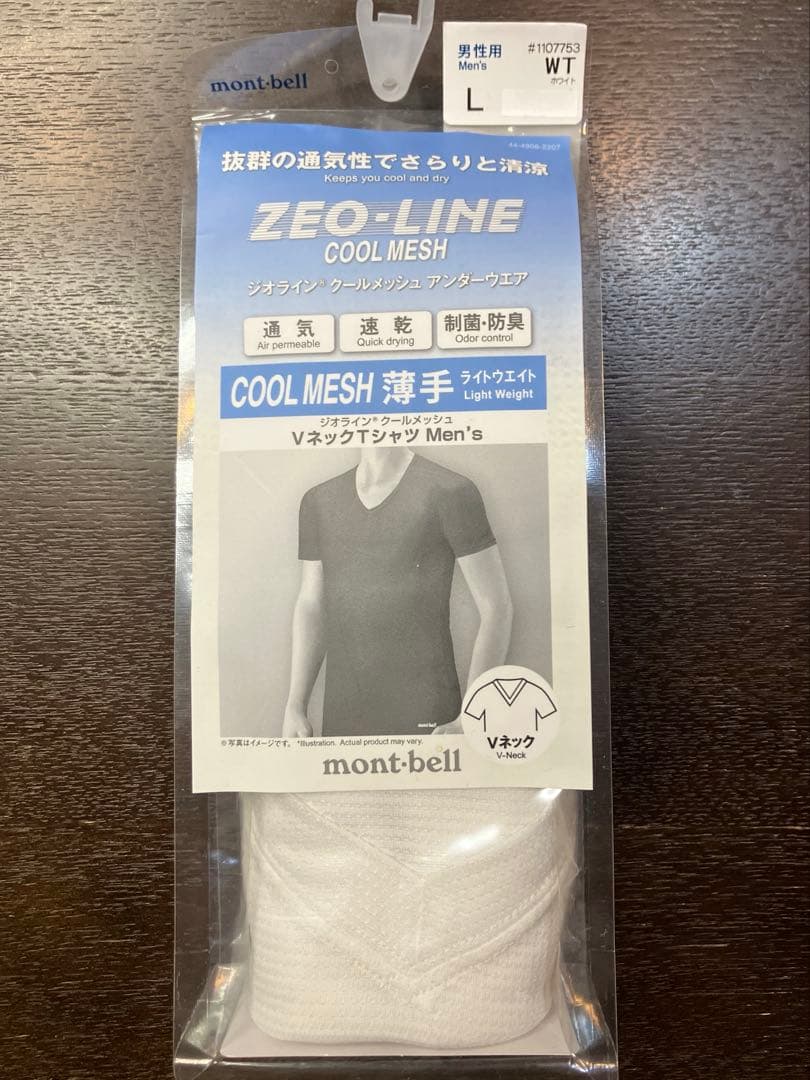 mont·bell
男性用 #1107753
Men's WT
L ホワイト
44-4906-2207
抜群の通気性でさらりと清涼
Keeps you cool and dry
ZEO-LINE
COOL MESH
ジオライン® クールメッシュ アンダーウエア
通気 速乾 制菌・防臭
Air permeable Quick drying Odor control
COOL MESH 薄手 ライトウエイト
Light Weight
ジオライン® クールメッシュ
VネックTシャツ Men's
mont·bell
Vネック
V-Neck
※写真はイメージです。 *Illustration. Actual product may vary.
mont·bell